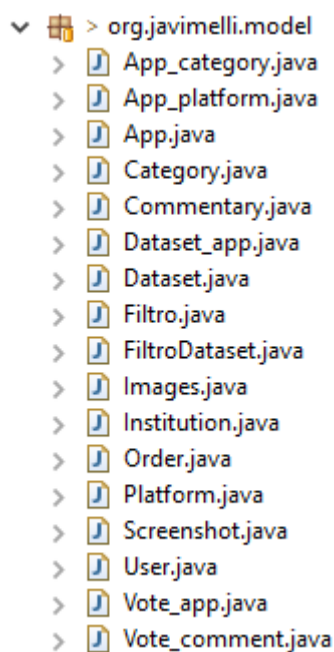 > org.javimelli.model
App_category.java
App_platform.java
App.java
Category.java
Commentary.java
Dataset_app.java
Dataset.java
Filtro.java
FiltroDataset.java
Images.java
Institution.java
Order.java
Platform.java
Screenshot.java
User.java
Vote_app.java
Vote_comment.java